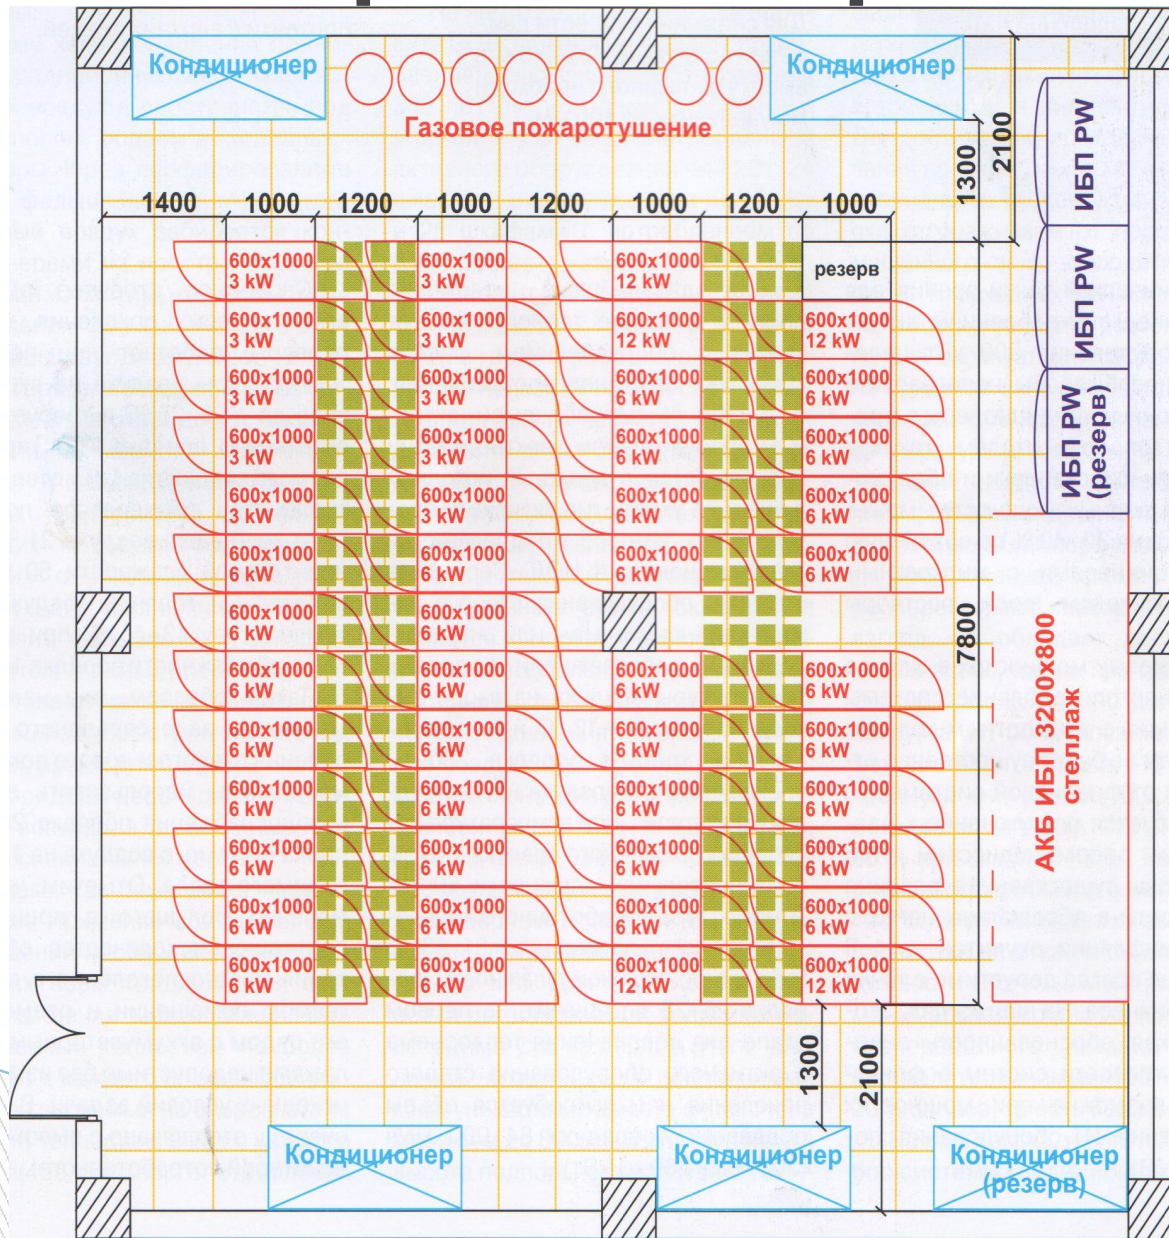 Кондиционер
Кондиционер
Газовое пожаротушение
1400 1000 1200 1000 1200 1000 1200 1000
1300
2100
ИБП PW
ИБП PW
ИБП PW
(резерв)
600x1000 600x1000 600x1000 резерв
3 kW 3 kW 12 kW
600x1000 600x1000 600x1000 600x1000
3 kW 3 kW 12 kW 12 kW
600x1000 600x1000 600x1000 600x1000
3 kW 3 kW 6 kW 6 kW
600x1000 600x1000 600x1000 600x1000
3 kW 3 kW 6 kW 6 kW
600x1000 600x1000 600x1000 600x1000
3 kW 3 kW 6 kW 6 kW
600x1000 600x1000 600x1000 600x1000
6 kW 6 kW 6 kW 6 kW
600x1000 600x1000
6 kW 6 kW
600x1000 600x1000 600x1000 600x1000
6 kW 6 kW 6 kW 6 kW
600x1000 600x1000 600x1000 600x1000
6 kW 6 kW 6 kW 6 kW
600x1000 600x1000 600x1000 600x1000
6 kW 6 kW 6 kW 6 kW
600x1000 600x1000 600x1000 600x1000
6 kW 6 kW 6 kW 6 kW
600x1000 600x1000 600x1000 600x1000
6 kW 6 kW 6 kW 6 kW
600x1000 600x1000 600x1000 600x1000
6 kW 6 kW 12 kW 12 kW
7800
АКБ ИБП 3200x800
стеллаж
1300
2100
Кондиционер
Кондиционер
Кондиционер
(резерв)